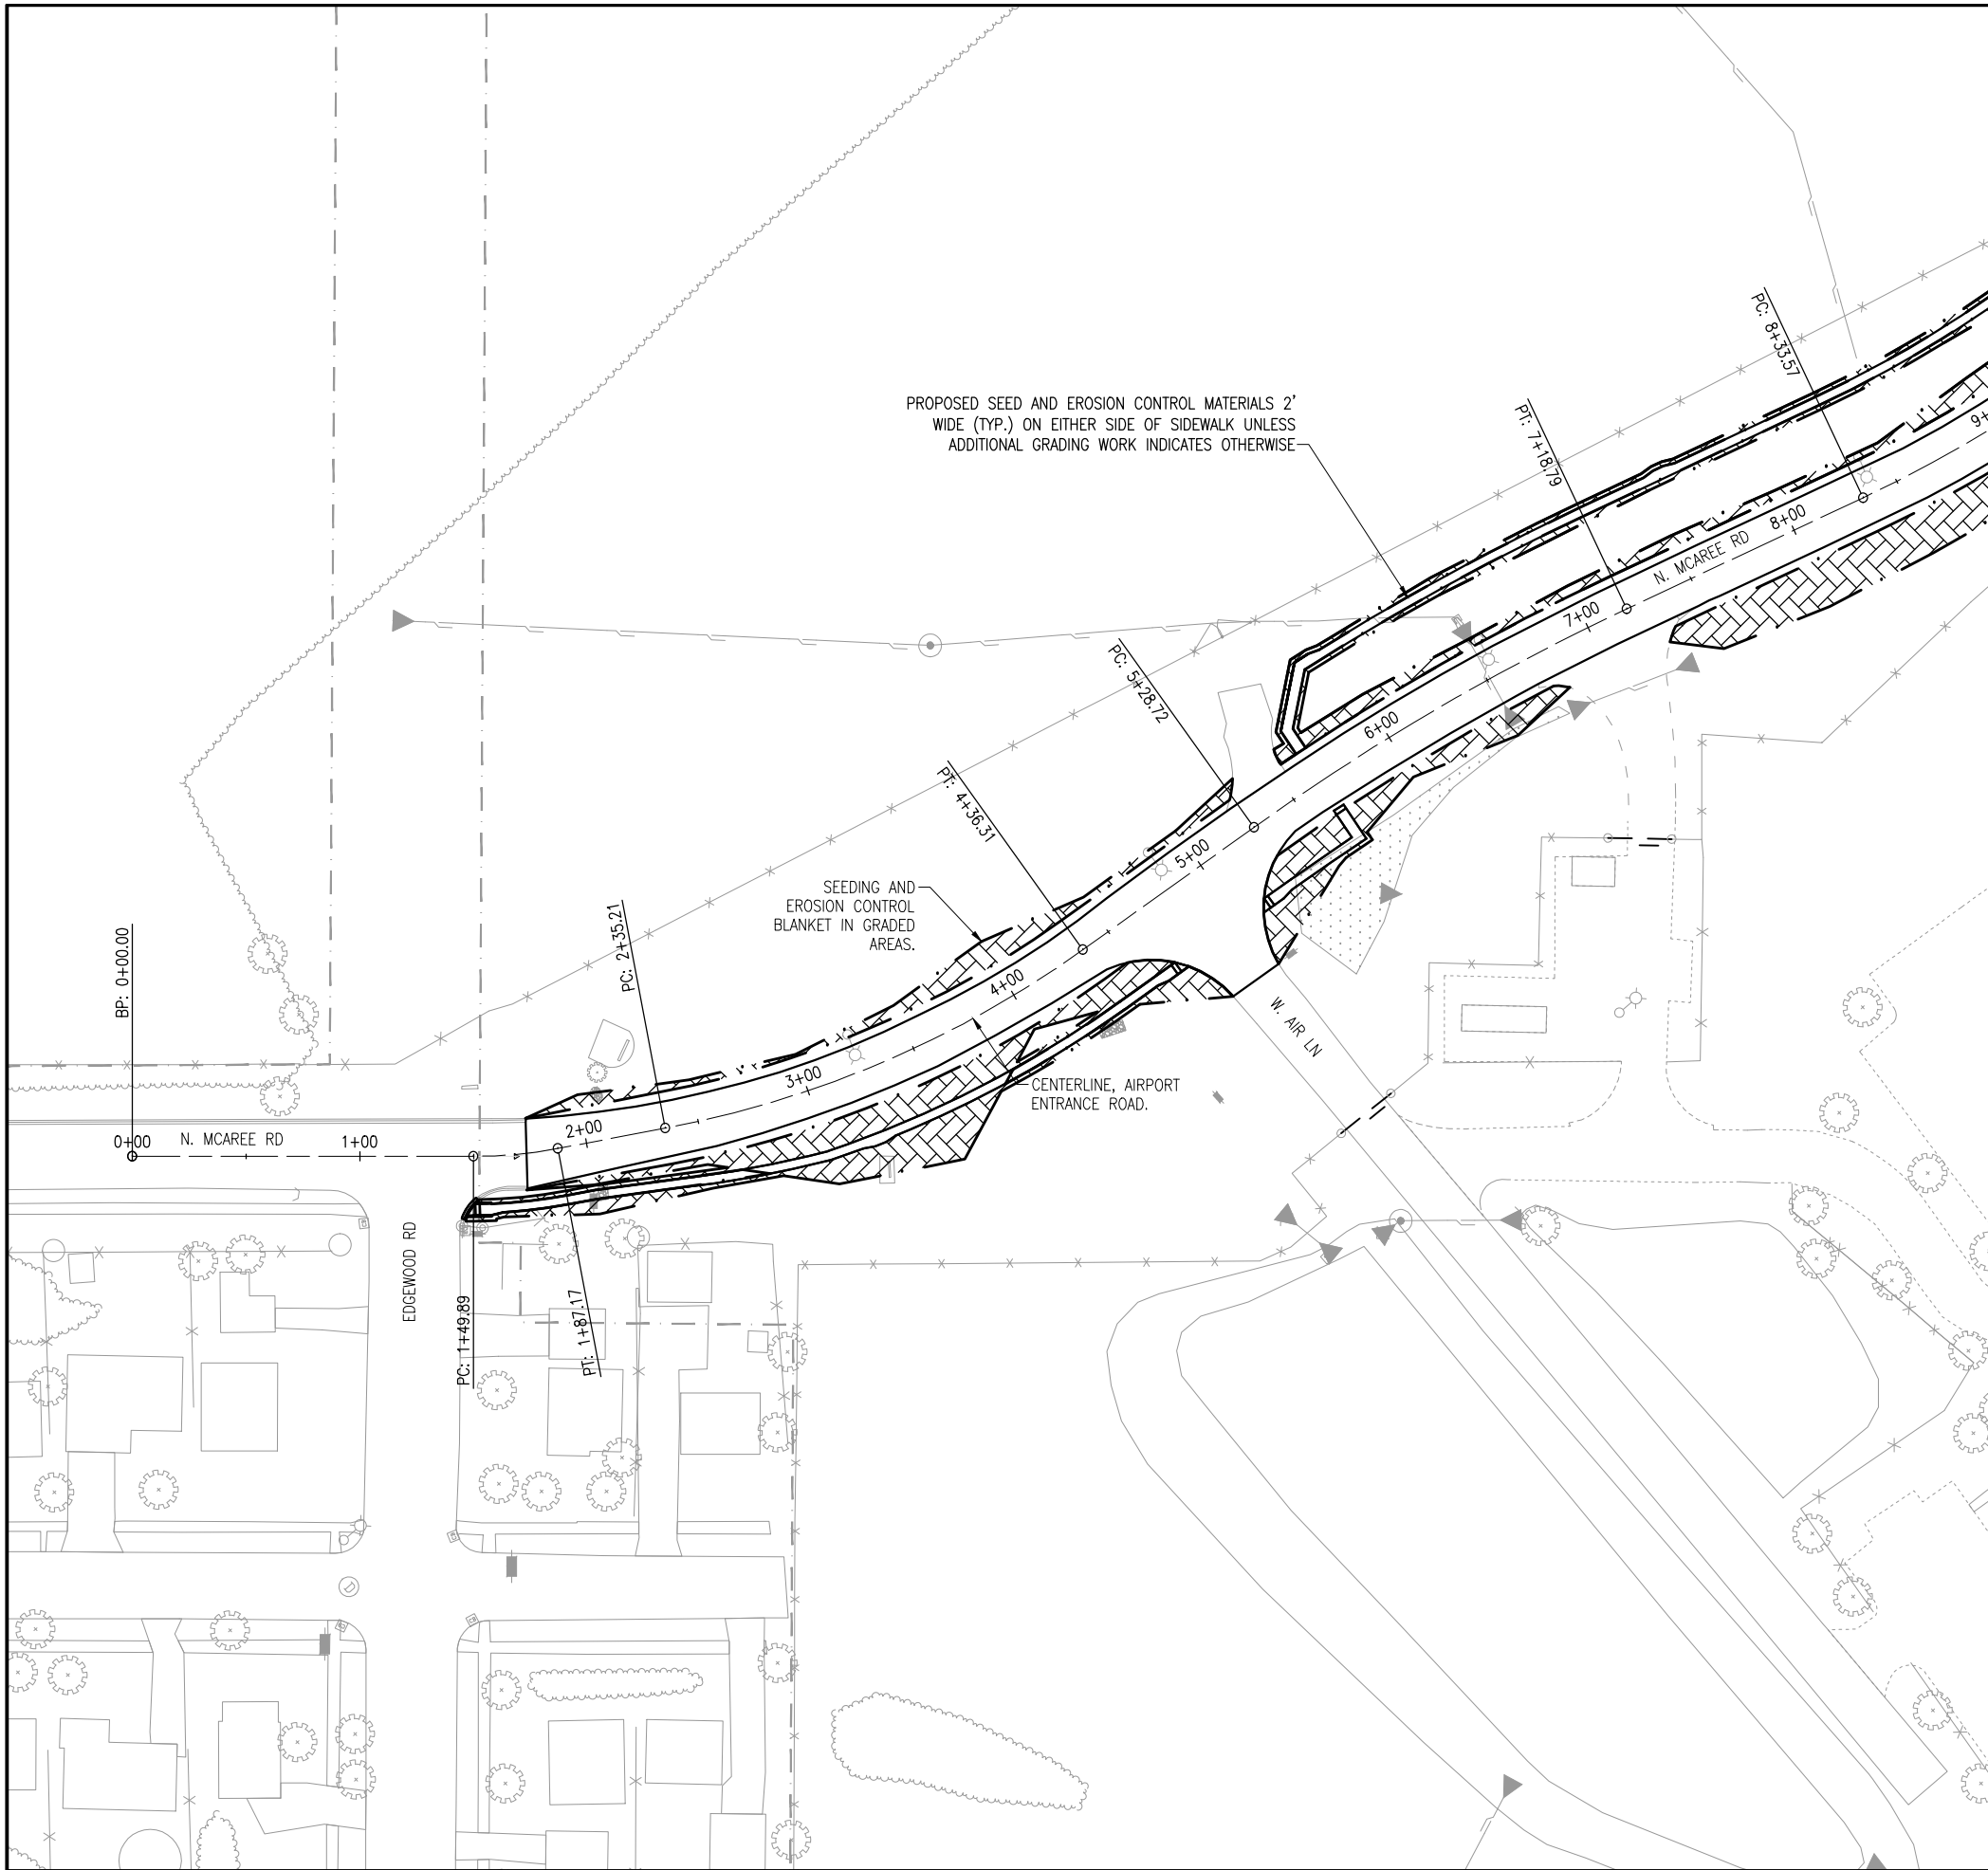 PC: 8+33.57
PROPOSED SEED AND EROSION CONTROL MATERIALS 2'
WIDE (TYP.) ON EITHER SIDE OF SIDEWALK UNLESS
ADDITIONAL GRADING WORK INDICATES OTHERWISE
PT: 7+18.79
9+
8+00
N. MCAREE RD
7+00
PC: 5+28.72
6+00
PT: 4+36.31
5+00
SEEDING AND
EROSION CONTROL
BLANKET IN GRADED
AREAS.
PC: 2+35.21
BP: 0+00.00
4+00
W. AIR LN
3+00
CENTERLINE, AIRPORT
ENTRANCE ROAD.
2+00
0+00
N. MCAREE RD
1+00
EDGEWOOD RD
PC: 1+49.89
PT: 1+87.17